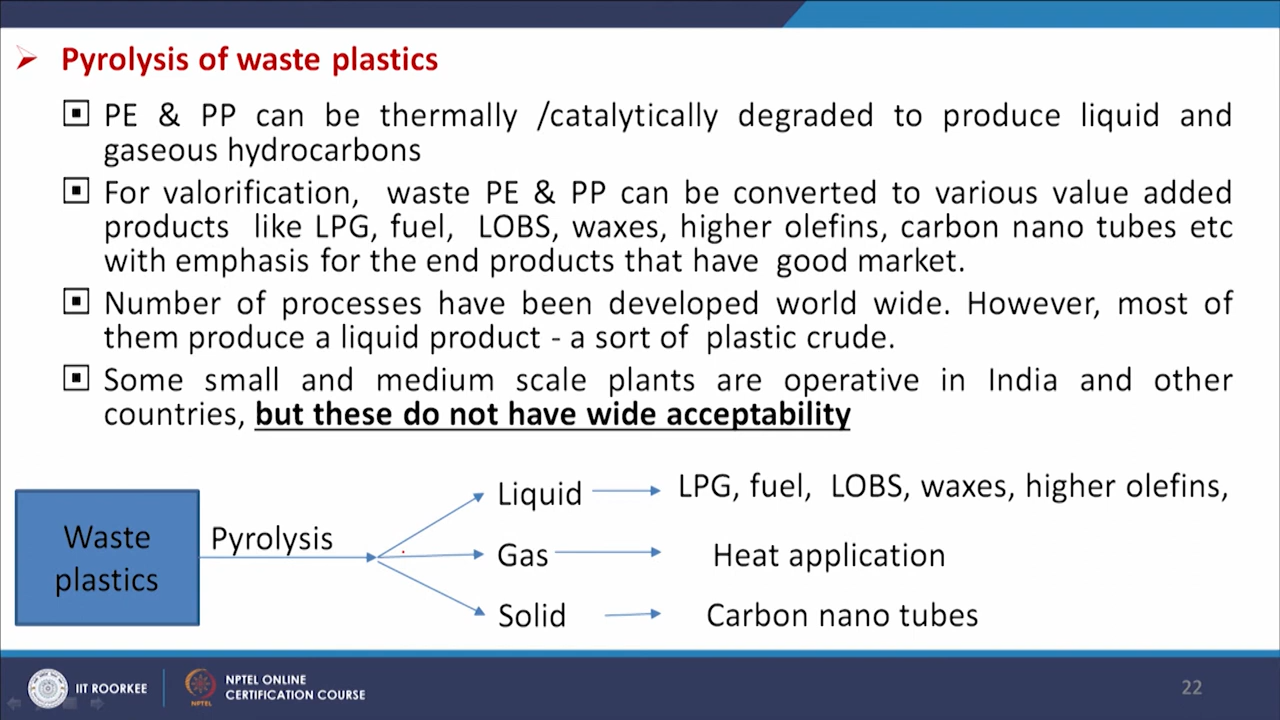 Pyrolysis of waste plastics
PE & PP can be thermally /catalytically degraded to produce liquid and
gaseous hydrocarbons
For valorification, waste PE & PP can be converted to various value added
products like LPG, fuel, LOBS, waxes, higher olefins, carbon nano tubes etc
with emphasis for the end products that have good market.
Number of processes have been developed world wide. However, most of
them produce a liquid product - a sort of plastic crude.
Some small and medium scale plants are operative in India and other
countries, but these do not have wide acceptability
Waste
plastics
Pyrolysis
Liquid
LPG, fuel, LOBS, waxes, higher olefins,
Gas
Heat application
Solid
Carbon nano tubes
IIT ROORKEE
NPTEL
NPTEL ONLINE
CERTIFICATION COURSE
22